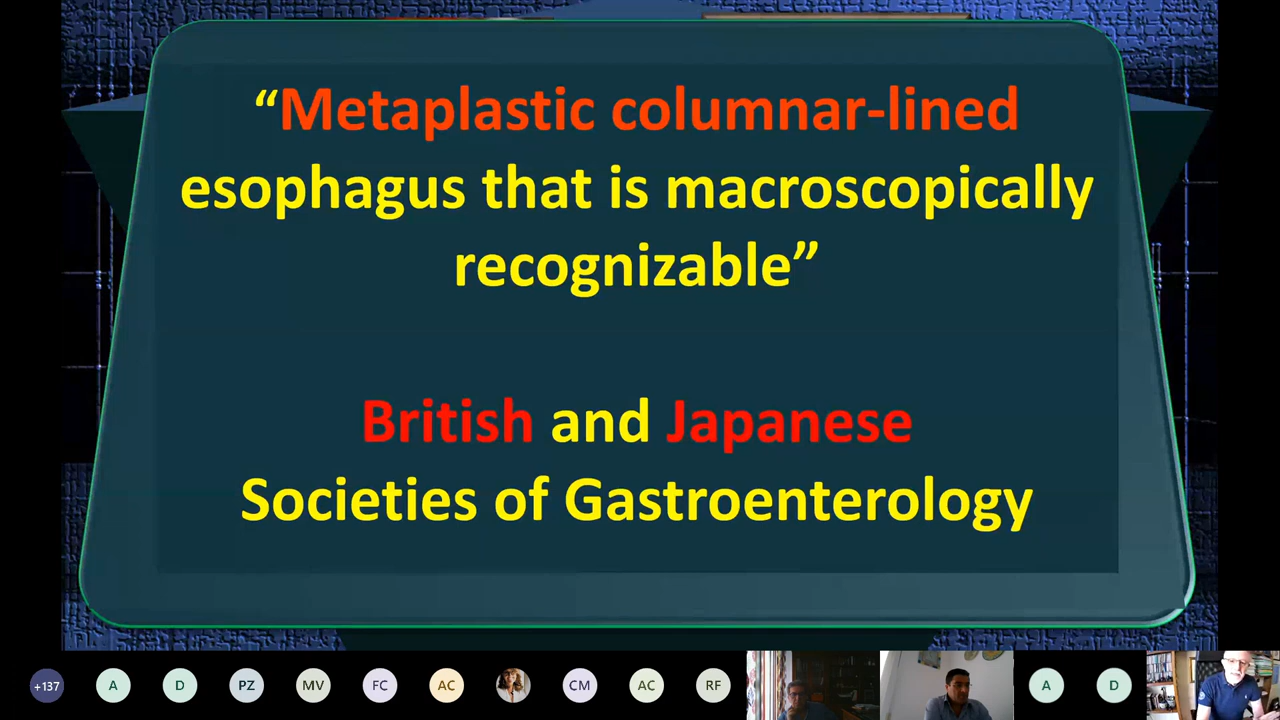 “Metaplastic columnar-lined
esophagus that is macroscopically
recognizable”
British and Japanese
Societies of Gastroenterology
+137
A
D
PZ
MV
FC
AC
CM
AC
RF
A
D